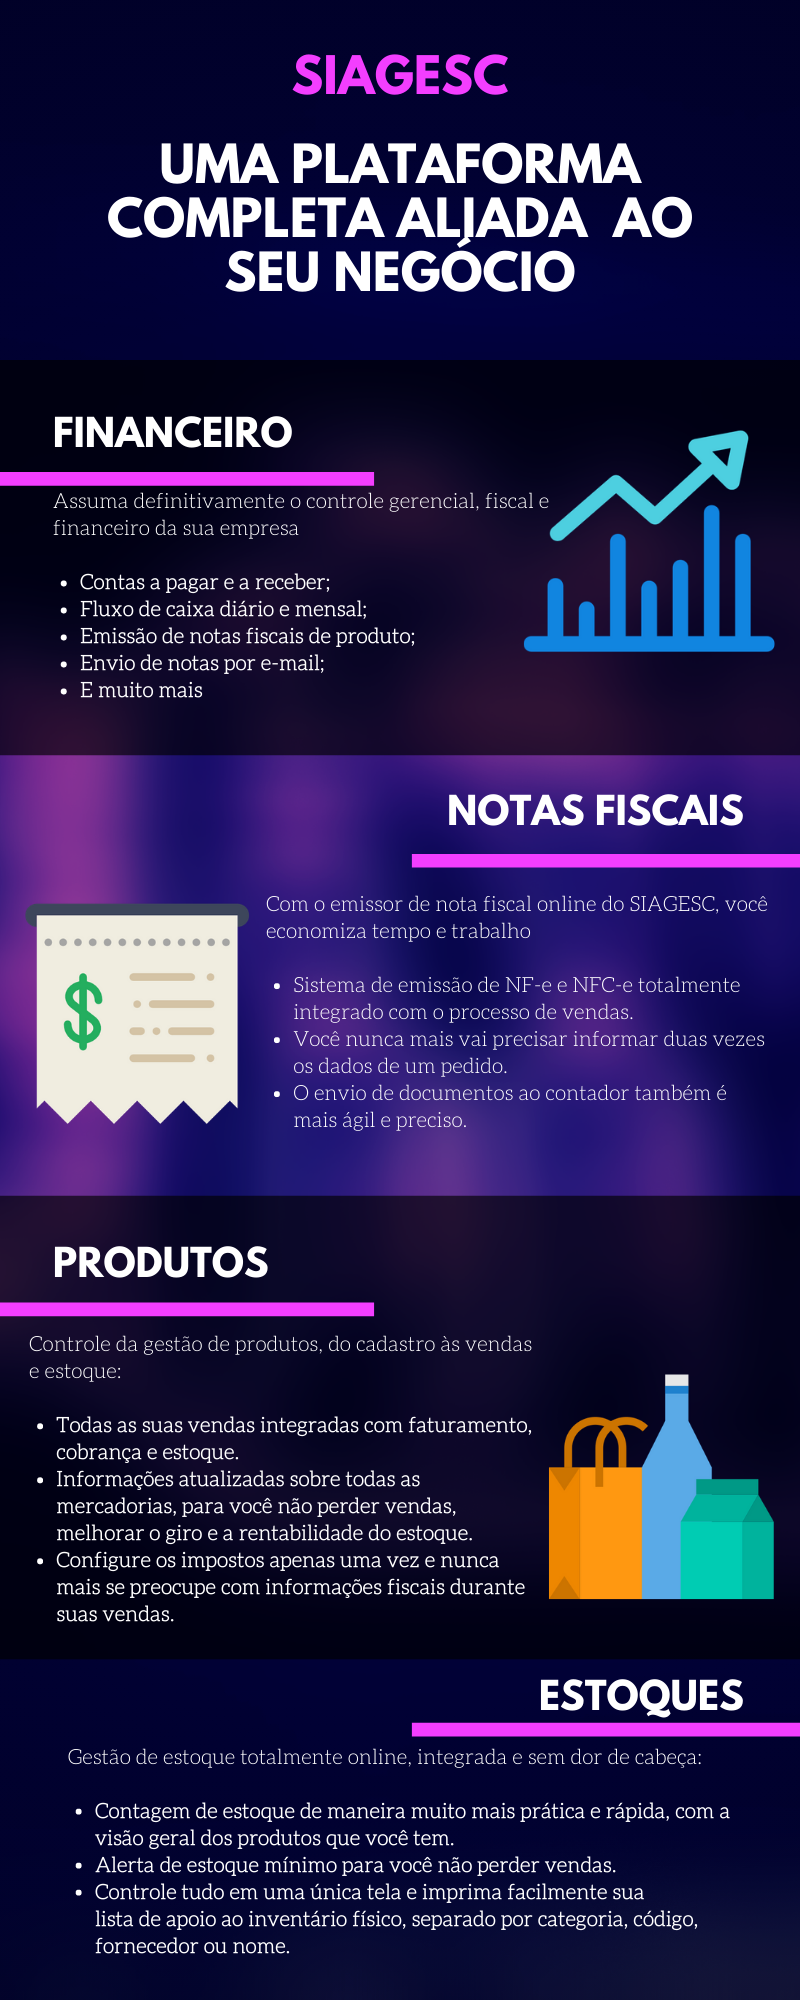 SIAGESC
UMA PLATAFORMA
COMPLETA ALIADA  AO
SEU NEGÓCIO
FINANCEIRO
Assuma definitivamente o controle gerencial, fiscal e
financeiro da sua empresa
• Contas a pagar e a receber;
• Fluxo de caixa diário e mensal;
• Emissão de notas fiscais de produto;
• Envio de notas por e-mail;
• E muito mais
NOTAS FISCAIS
Com o emissor de nota fiscal online do SIAGESC, você
economiza tempo e trabalho
• Sistema de emissão de NF-e e NFC-e totalmente
integrado com o processo de vendas.
• Você nunca mais vai precisar informar duas vezes
os dados de um pedido.
• O envio de documentos ao contador também é
mais ágil e preciso.
$
PRODUTOS
Controle da gestão de produtos, do cadastro às vendas
e estoque:
• Todas as suas vendas integradas com faturamento,
cobrança e estoque.
• Informações atualizadas sobre todas as
mercadorias, para você não perder vendas,
melhorar o giro e a rentabilidade do estoque.
• Configure os impostos apenas uma vez e nunca
mais se preocupe com informações fiscais durante
suas vendas.
ESTOQUES
Gestão de estoque totalmente online, integrada e sem dor de cabeça:
• Contagem de estoque de maneira muito mais prática e rápida, com a
visão geral dos produtos que você tem.
• Alerta de estoque mínimo para você não perder vendas.
• Controle tudo em uma única tela e imprima facilmente sua
lista de apoio ao inventário físico, separado por categoria, código,
fornecedor ou nome.